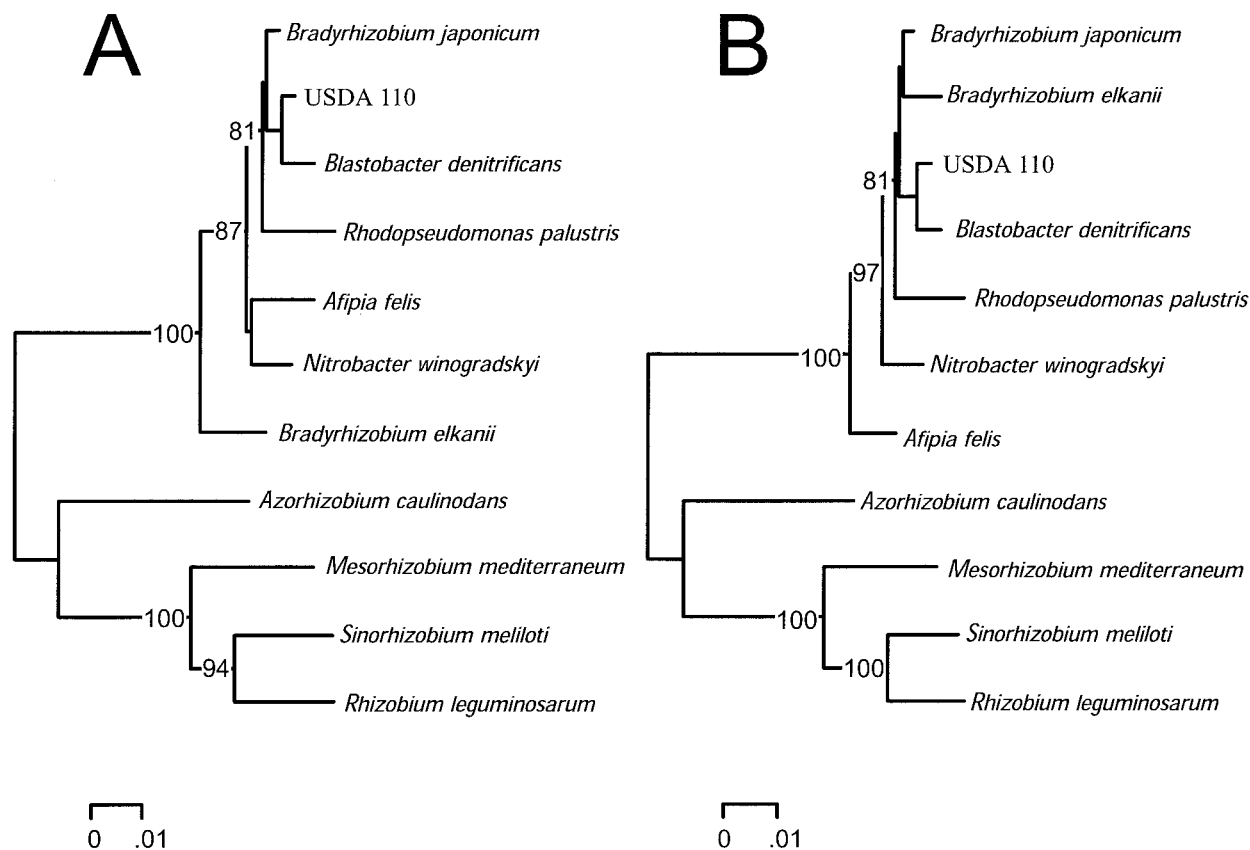 A
Bradyrhizobium japonicum
USDA 110
81
Blastobacter denitrificans
87
Rhodopseudomonas palustris
Afipia felis
100
Nitrobacter winogradskyi
Bradyrhizobium elkanii
Azorhizobium caulinodans
Mesorhizobium mediterraneum
100
Sinorhizobium meliloti
94
Rhizobium leguminosarum
0 .01
B
Bradyrhizobium japonicum
Bradyrhizobium elkanii
USDA 110
81
Blastobacter denitrificans
97
Rhodopseudomonas palustris
100
Nitrobacter winogradskyi
Afipia felis
Azorhizobium caulinodans
Mesorhizobium mediterraneum
100
Sinorhizobium meliloti
100
Rhizobium leguminosarum
0 .01